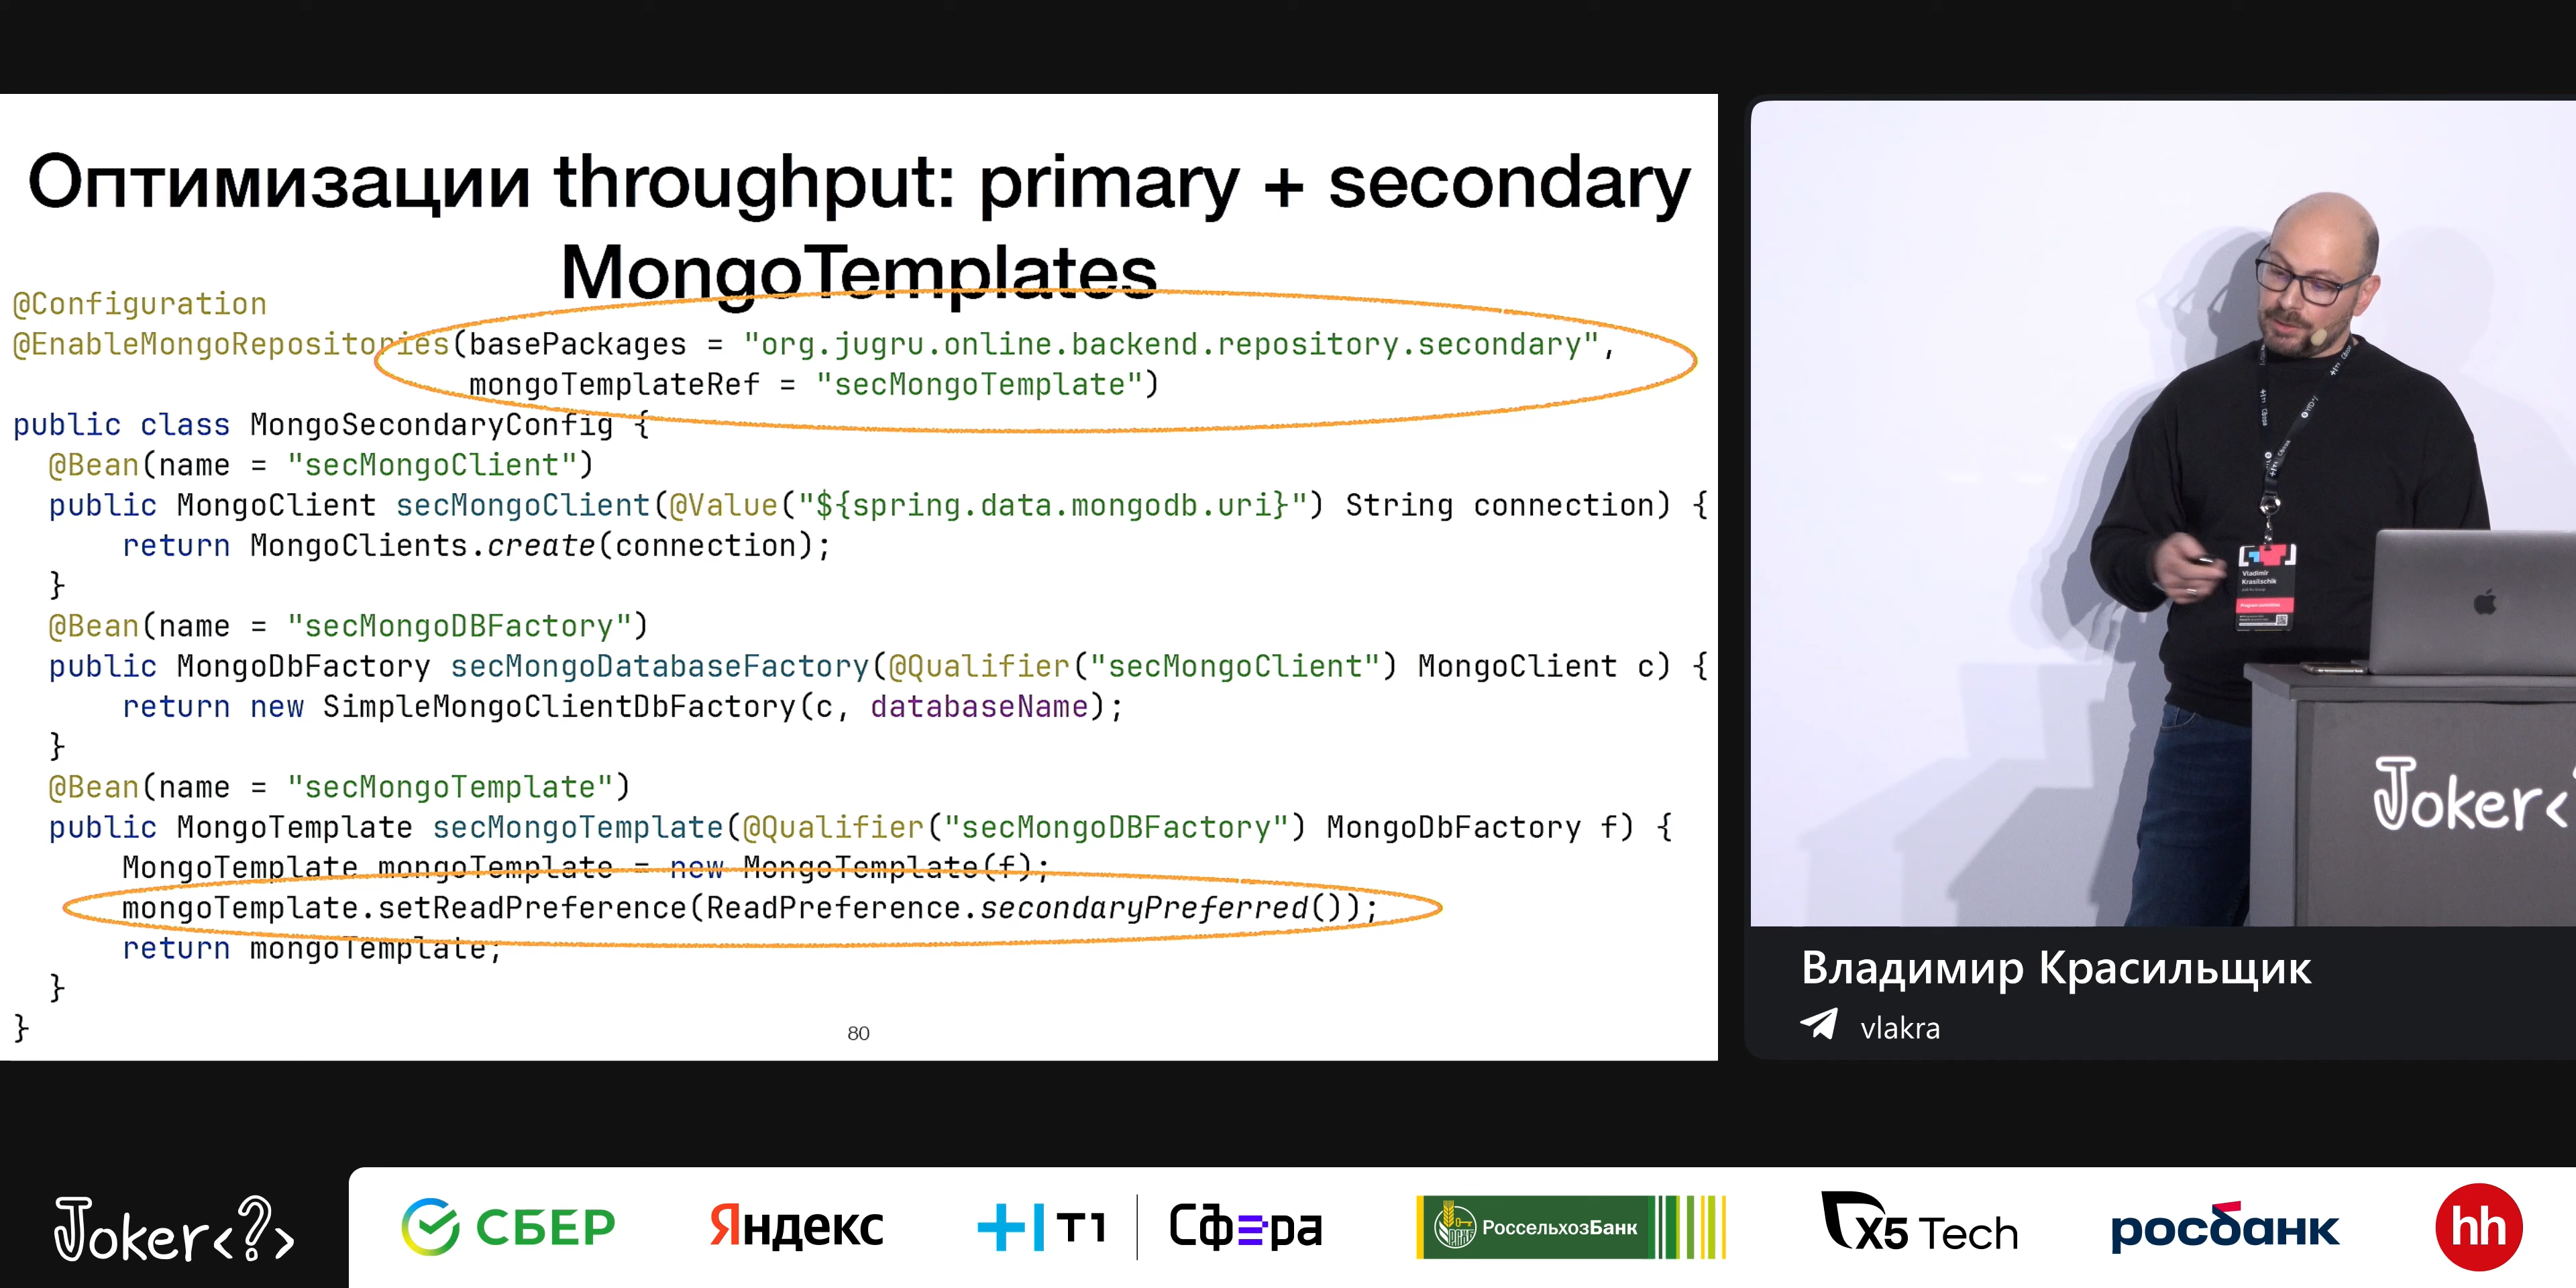 Оптимизации throughput: primary + secondary
MongoTemplates
@Configuration
@EnableMongoRepositories(basePackages = "org.jugru.online.backend.repository.secondary",
mongoTemplateRef = "secMongoTemplate")
public class MongoSecondaryConfig {
@Bean(name = "secMongoClient")
public MongoClient secMongoClient(@Value("${spring.data.mongodb.uri}") String connection) {
return MongoClients.create(connection);
}
@Bean(name = "secMongoDBFactory")
public MongoDbFactory secMongoDatabaseFactory(@Qualifier("secMongoClient") MongoClient c) {
return new SimpleMongoClientDbFactory(c, databaseName);
}
@Bean(name = "secMongoTemplate")
public MongoTemplate secMongoTemplate(@Qualifier("secMongoDBFactory") MongoDbFactory f) {
MongoTemplate mongoTemplate = new MongoTemplate(f);
mongoTemplate.setReadPreference(ReadPreference.secondaryPreferred());
return mongoTemplate;
}
}
80
Vladimir
Krasilschik
Joker<
Владимир Красильщик
vlakra
Joker<?>
СБЕР
Яндекс
Т1
Сфера
РоссельхозБанк
X5 Tech
росбанк
hh